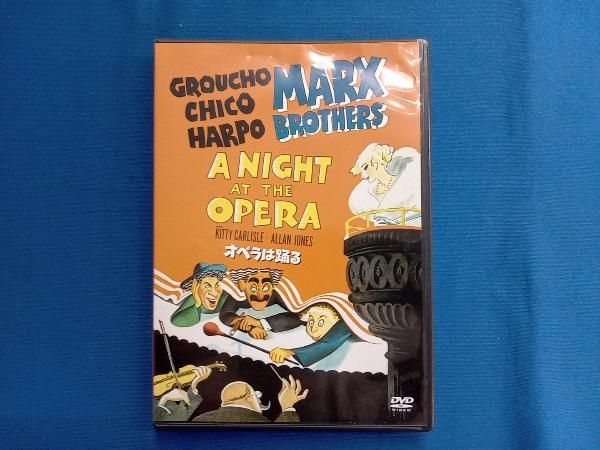 GROUCHO
CHICO
HARPO
MARX
BROTHERS
A NIGHT
AT THE
OPERA
KITTY CARLISLE · ALLAN JONES
オペラは踊る
DVD
VIDEO